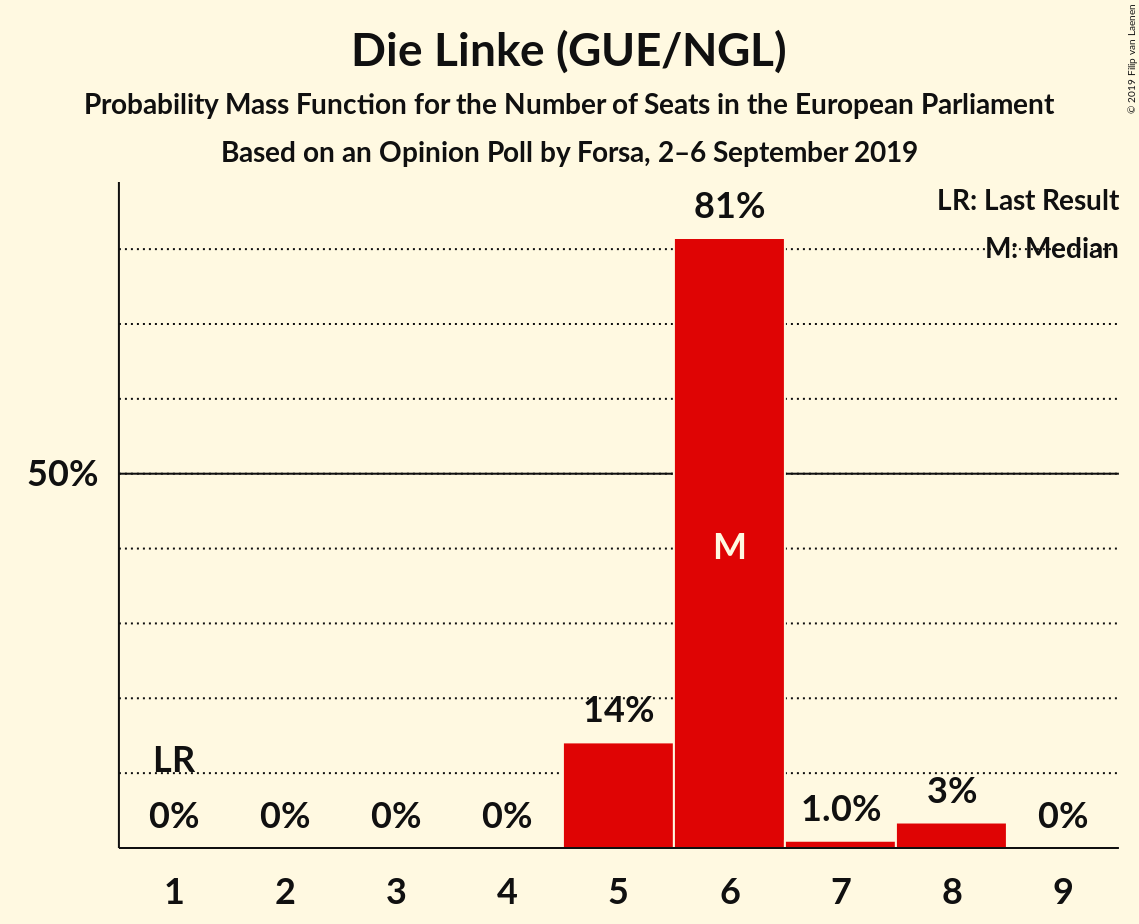 Die Linke (GUE/NGL)
Probability Mass Function for the Number of Seats in the European Parliament
Based on an Opinion Poll by Forsa, 2–6 September 2019
© 2019 Filip van Laenen
LR: Last Result
M: Median
81%
50%
M
14%
LR
0%
0%
0%
0%
1.0%
3%
0%
1 2 3 4 5 6 7 8 9